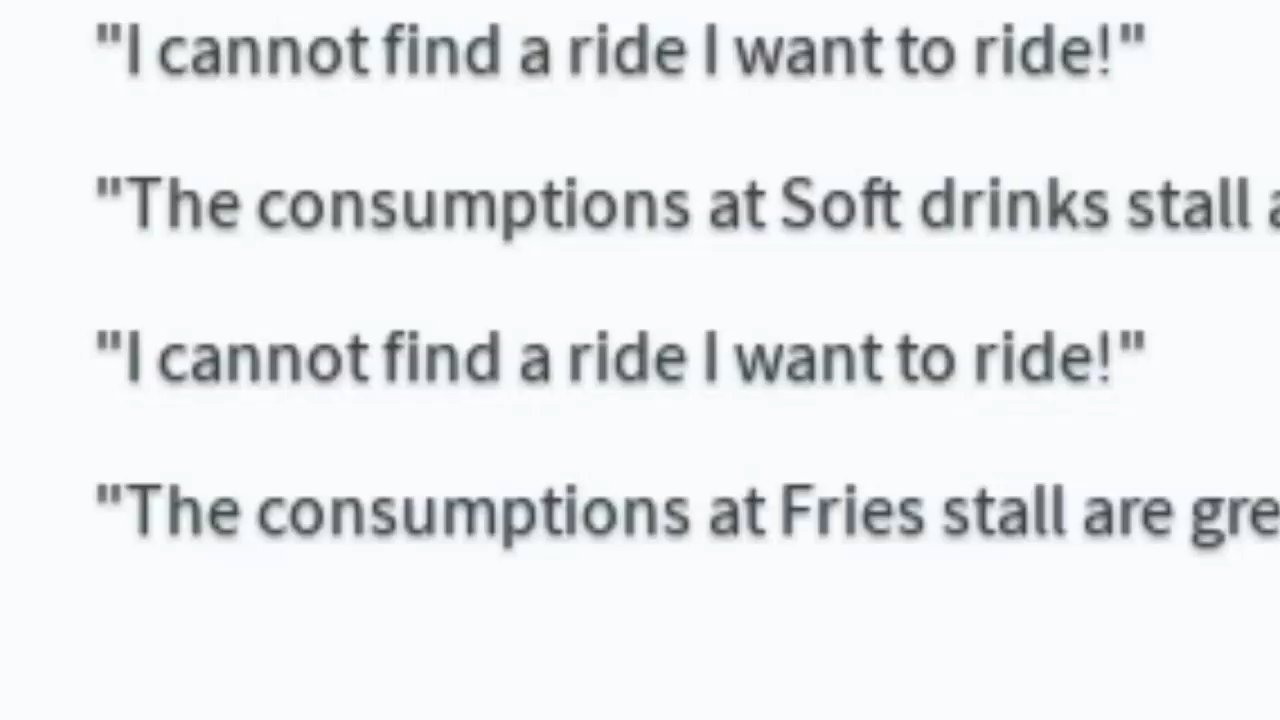 "I cannot find a ride I want to ride!"
"The consumptions at Soft drinks stall
"I cannot find a ride I want to ride!"
"The consumptions at Fries stall are gre